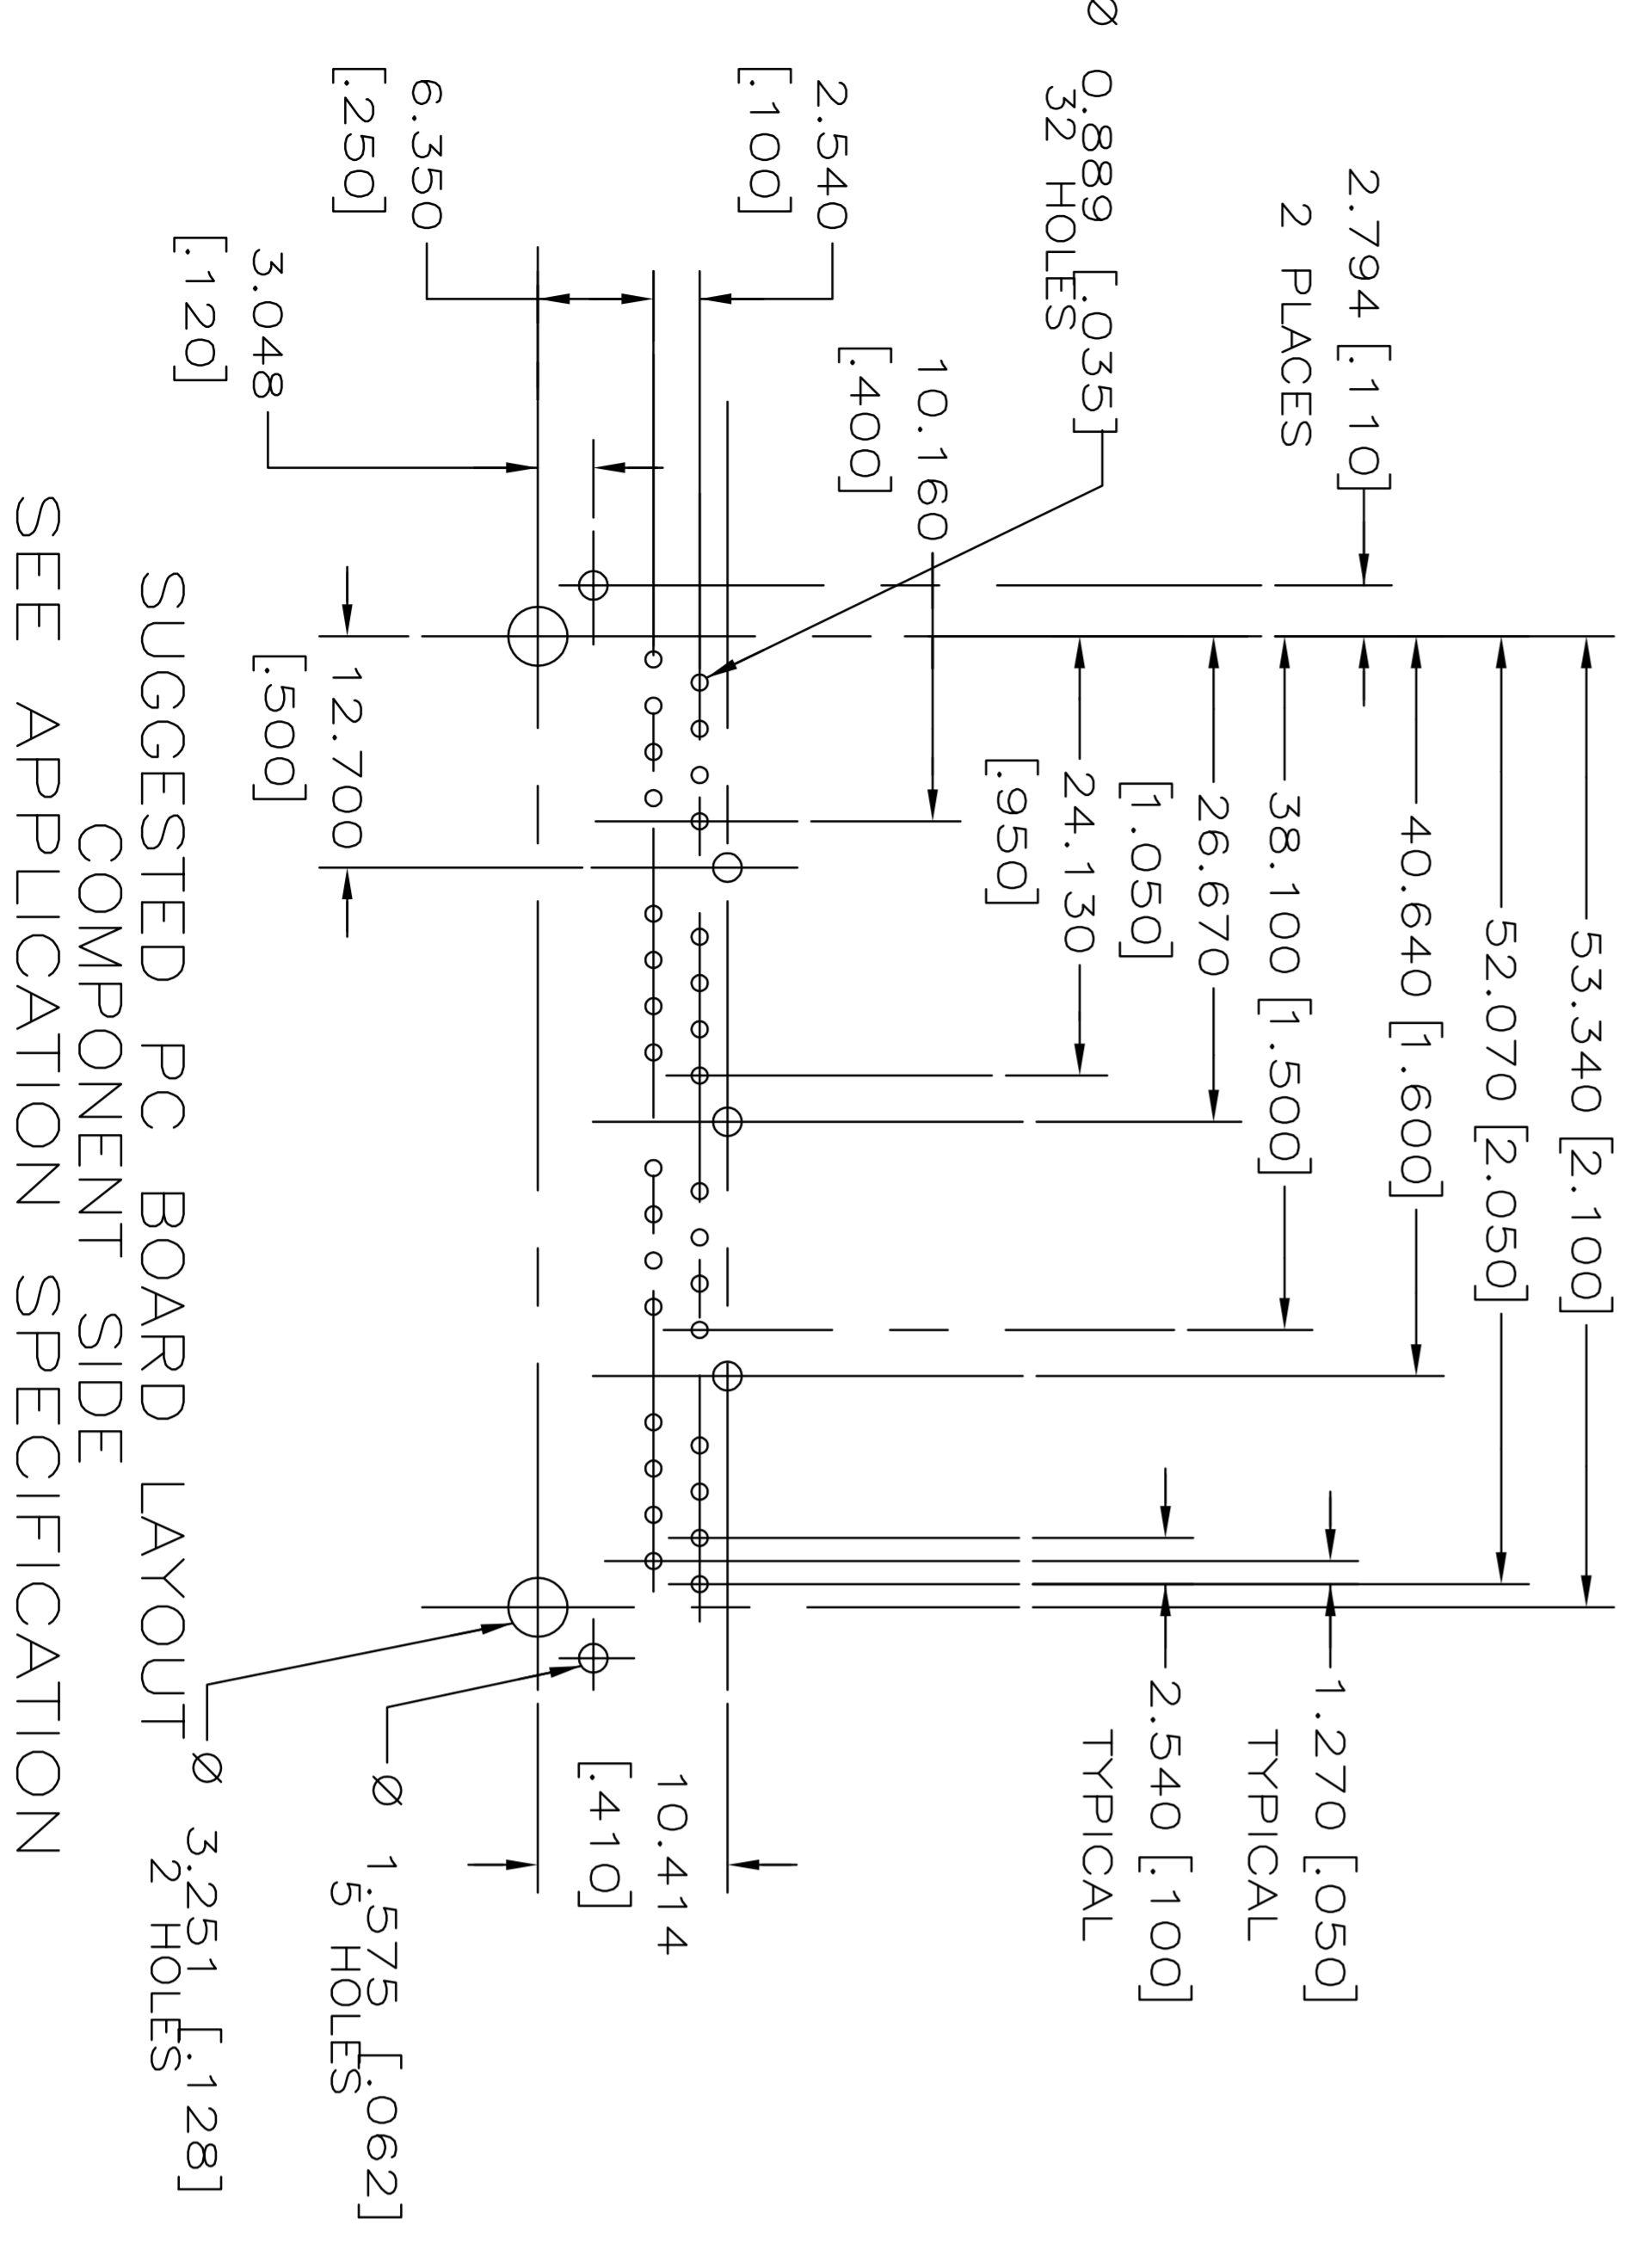 53.340 [2.100]
52.070 [2.050]
40.640 [1.600]
2.794 [.110]
2 PLACES
38.100 [1.500]
1.270 [.050]
TYPICAL
26.670
[1.050]
2.540 [.100]
TYPICAL
24.130
[.950]
Ø 0.889 [.035]
32 HOLES
10.160
[.400]
2.540
[.100]
10.414
[.410]
6.350
[.250]
12.700
[.500]
3.048
[.120]
Ø 1.575 [.062]
5 HOLES
Ø 3.251 [.128]
2 HOLES
SUGGESTED PC BOARD LAYOUT
COMPONENT SIDE
SEE APPLICATION SPECIFICATION